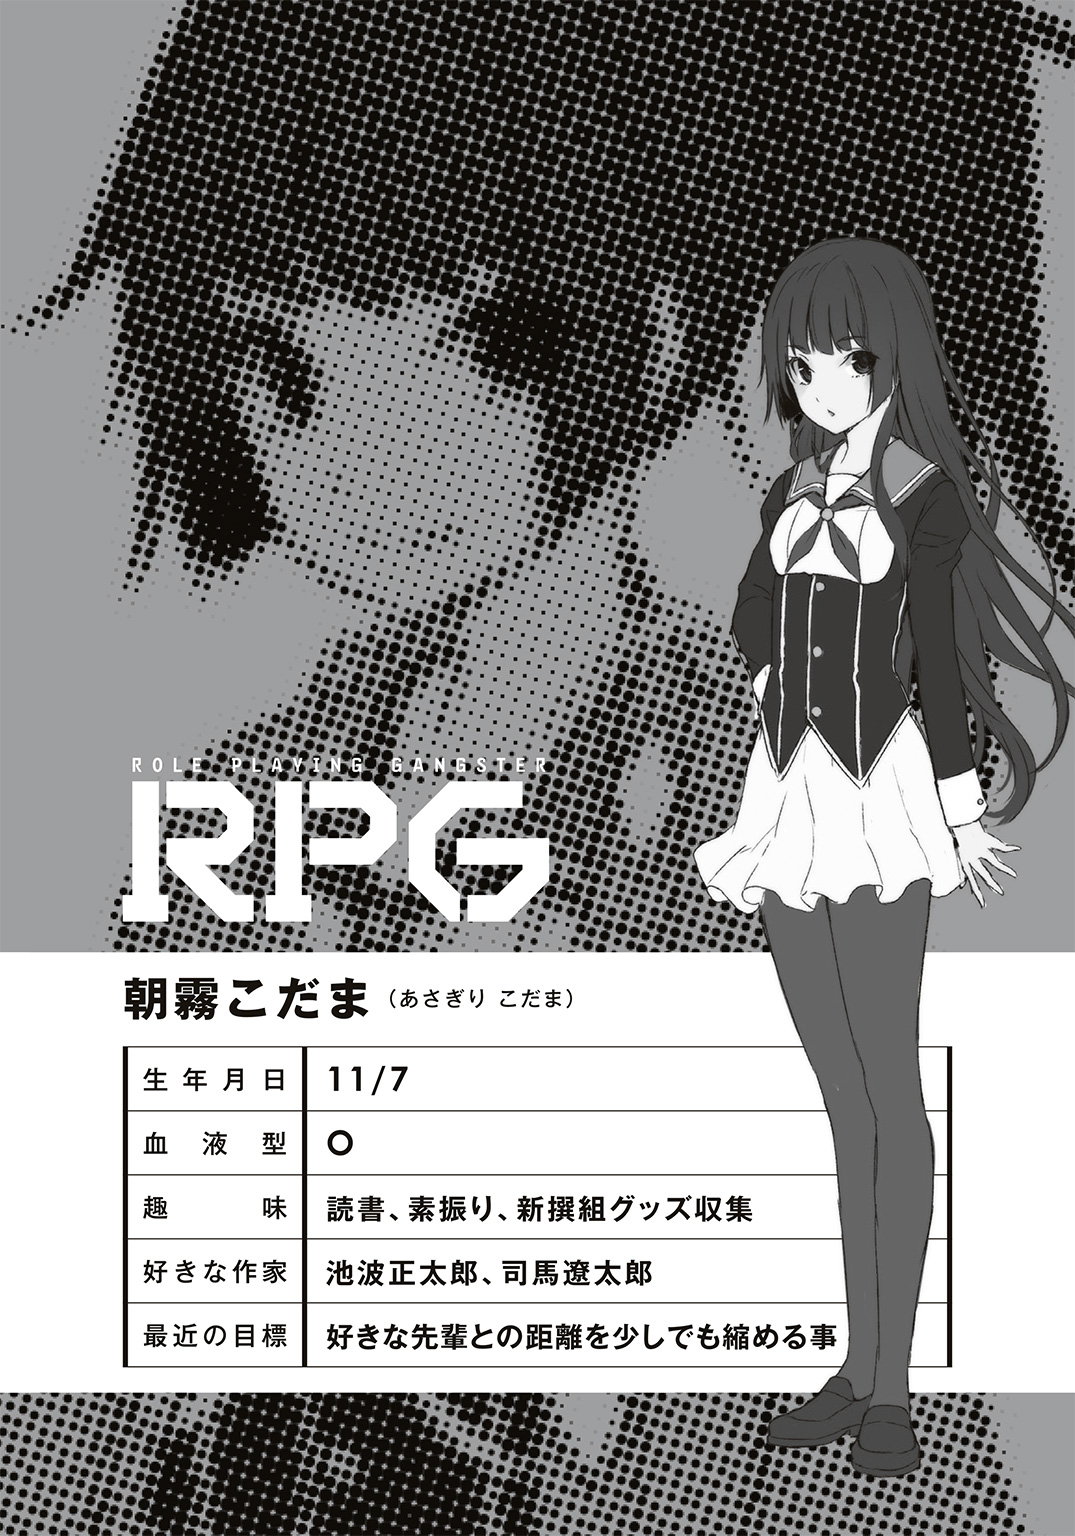 ROLE PLAYING GANGSTER
RPG
朝霧こだま（あさぎり こだま）
生年月日 11/7
血液型 O
趣味 読書、素振り、新撰組グッズ収集
好きな作家 池波正太郎、司馬遼太郎
最近の目標 好きな先輩との距離を少しでも縮める事